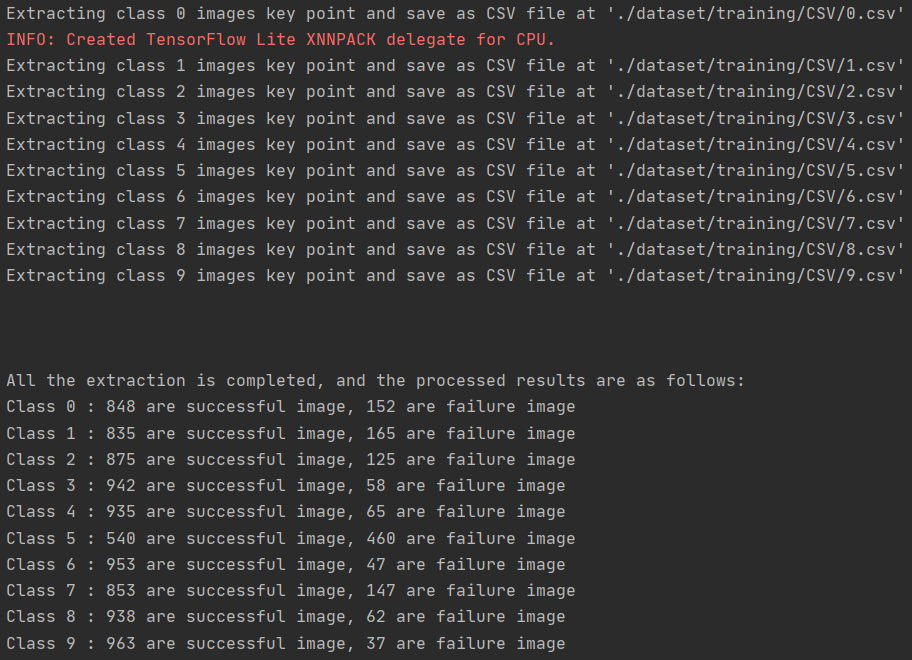 Extracting class 0 images key point and save as CSV file at './dataset/training/CSV/0.csv'
INFO: Created TensorFlow Lite XNNPACK delegate for CPU.
Extracting class 1 images key point and save as CSV file at './dataset/training/CSV/1.csv'
Extracting class 2 images key point and save as CSV file at './dataset/training/CSV/2.csv'
Extracting class 3 images key point and save as CSV file at './dataset/training/CSV/3.csv'
Extracting class 4 images key point and save as CSV file at './dataset/training/CSV/4.csv'
Extracting class 5 images key point and save as CSV file at './dataset/training/CSV/5.csv'
Extracting class 6 images key point and save as CSV file at './dataset/training/CSV/6.csv'
Extracting class 7 images key point and save as CSV file at './dataset/training/CSV/7.csv'
Extracting class 8 images key point and save as CSV file at './dataset/training/CSV/8.csv'
Extracting class 9 images key point and save as CSV file at './dataset/training/CSV/9.csv'
All the extraction is completed, and the processed results are as follows:
Class 0 : 848 are successful image, 152 are failure image
Class 1 : 835 are successful image, 165 are failure image
Class 2 : 875 are successful image, 125 are failure image
Class 3 : 942 are successful image, 58 are failure image
Class 4 : 935 are successful image, 65 are failure image
Class 5 : 540 are successful image, 460 are failure image
Class 6 : 953 are successful image, 47 are failure image
Class 7 : 853 are successful image, 147 are failure image
Class 8 : 938 are successful image, 62 are failure image
Class 9 : 963 are successful image, 37 are failure image